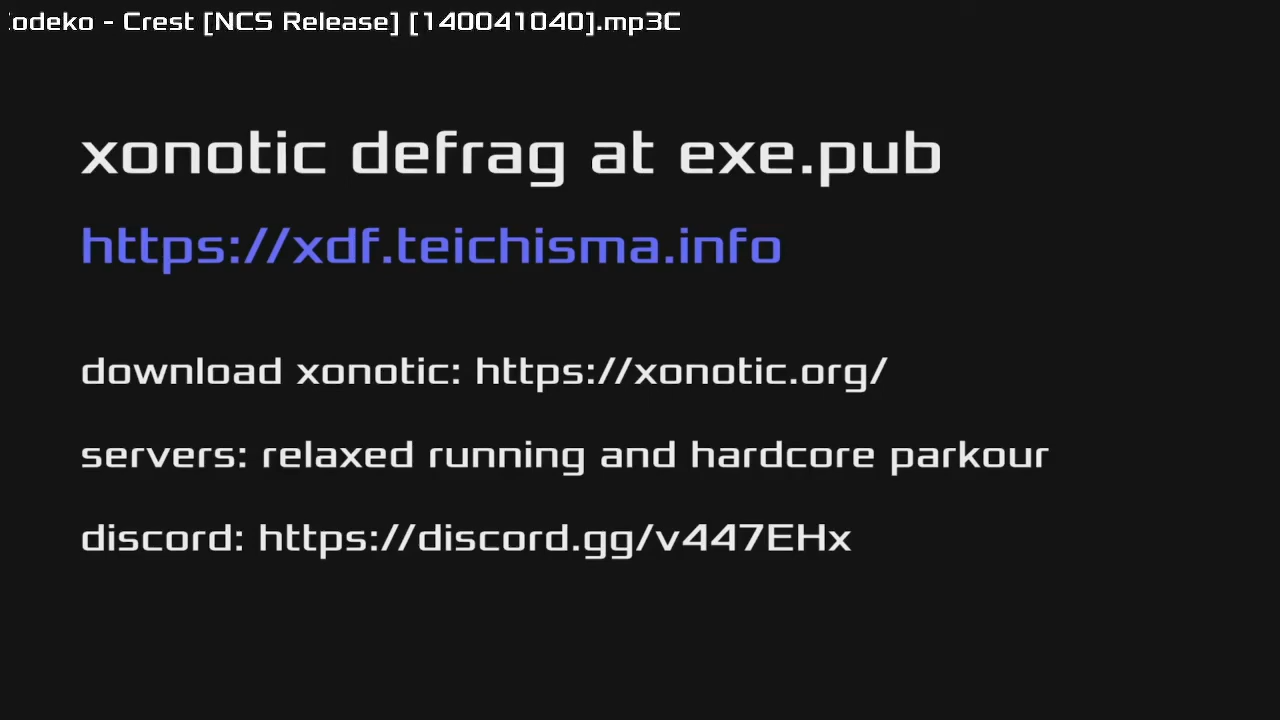 odeko - Crest [NCS Release] [140041040].mp3C
xonotic defrag at exe.pub
https://xdf.teichisma.info
download xonotic: https://xonotic.org/
servers: relaxed running and hardcore parkour
discord: https://discord.gg/v447EHx